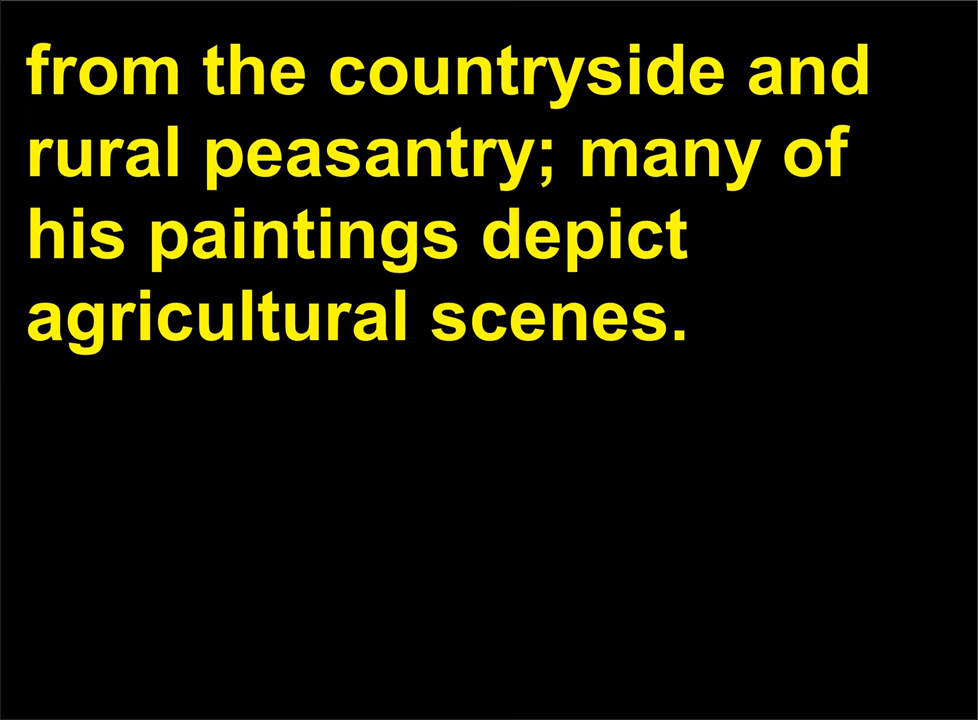 from the countryside and
rural peasantry; many of
his paintings depict
agricultural scenes.